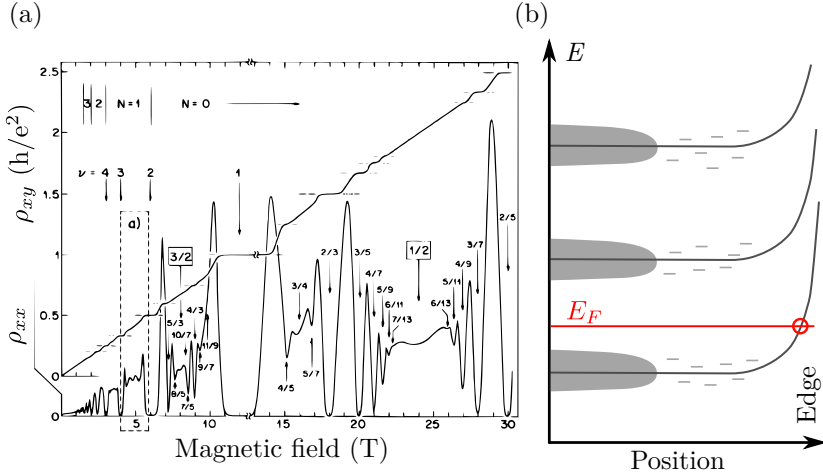 (a)
(b)
2.5
2
1.5
1
0.5
0
ρxy (h/e²)
ρxx
3 2 N=1 N=0
ν = 4 3 2 1
a)
3/2
1/2
5/3
4/3
10/7
11/9
9/7
8/5
7/5
3/4
4/5
5/7
2/3
3/5
4/7
5/9
6/11
7/13
6/13
5/11
4/9
3/7
2/5
5 10 15 20 25 30
Magnetic field (T)
E
E_F
Edge
Position